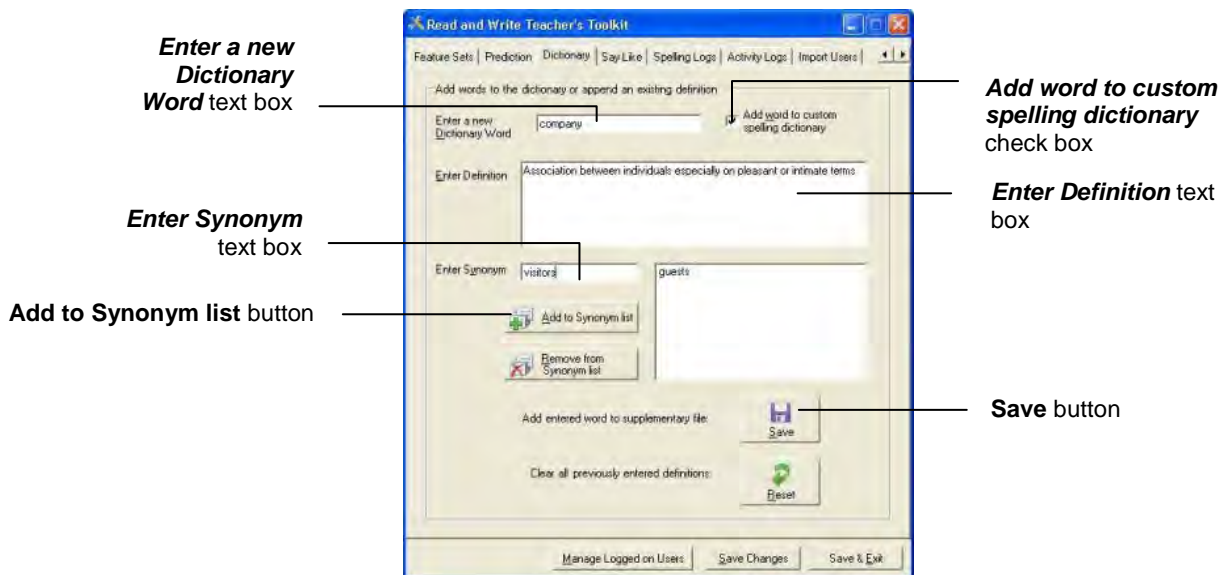 Read and Write Teacher's Toolkit
Feature Sets Prediction Dictionary Say Like Spelling Logs Activity Logs Import Users
Enter a new
Dictionary
Word text box
Add words to the dictionary or append an existing definition
Enter a new
Dictionary Word
company
Add word to custom
spelling dictionary
Add word to custom
spelling dictionary
check box
Enter Definition
Association between individuals especially on pleasant or intimate terms
Enter Definition text
box
Enter Synonym
text box
Enter Synonym
visitors
guests
Add to Synonym list button
Add to Synonym list
Remove from
Synonym list
Add entered word to supplementary file:
Save
Save button
Clear all previously entered definitions:
Reset
Manage Logged on Users Save Changes Save & Exit